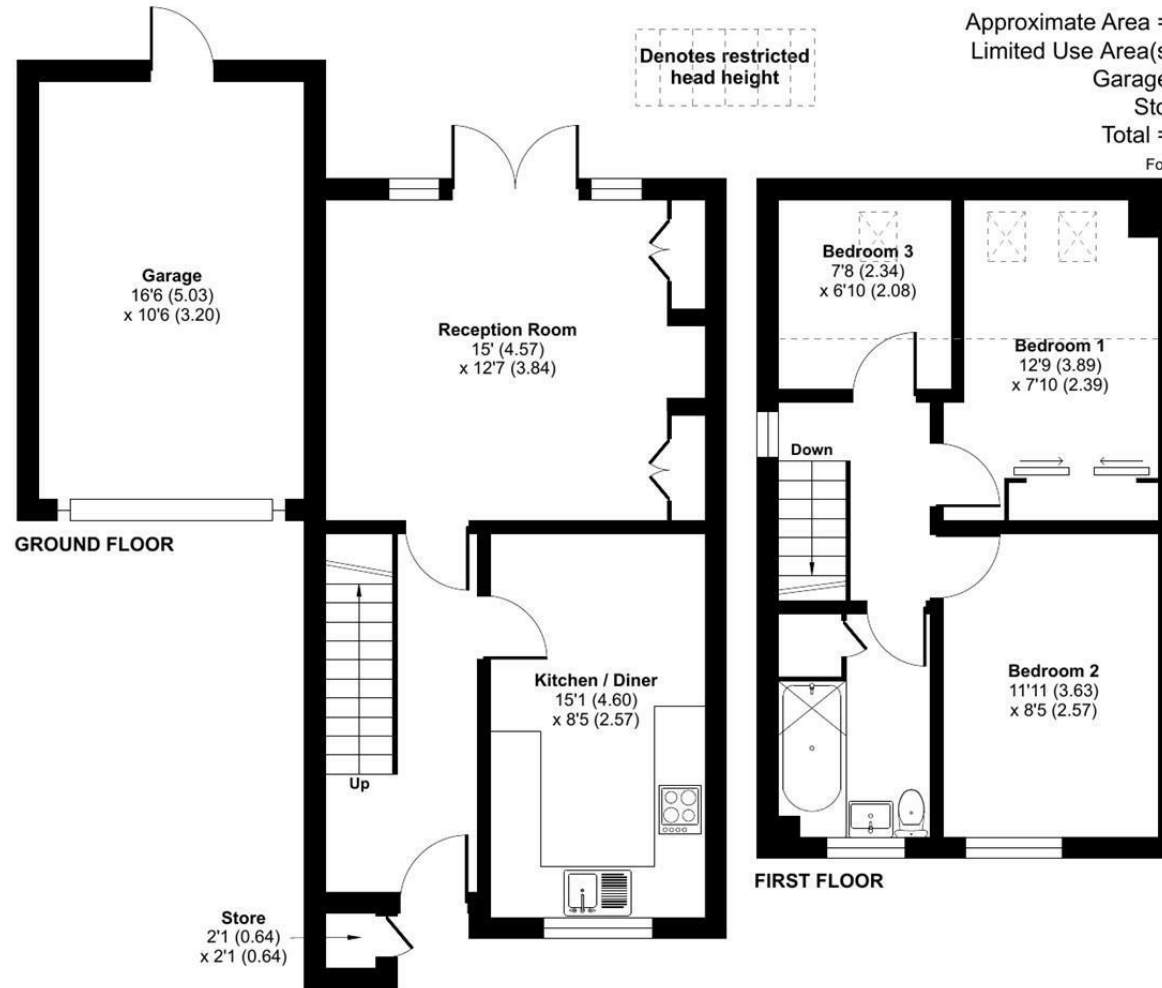 Approximate Area =
Limited Use Area(s
Garage
Sto
Total =
Fo
Denotes restricted
head height
Garage
16'6 (5.03)
x 10'6 (3.20)
Reception Room
15' (4.57)
x 12'7 (3.84)
GROUND FLOOR
Up
Kitchen / Diner
15'1 (4.60)
x 8'5 (2.57)
Store
2'1 (0.64)
x 2'1 (0.64)
Bedroom 3
7'8 (2.34)
x 6'10 (2.08)
Bedroom 1
12'9 (3.89)
x 7'10 (2.39)
Down
Bedroom 2
11'11 (3.63)
x 8'5 (2.57)
FIRST FLOOR